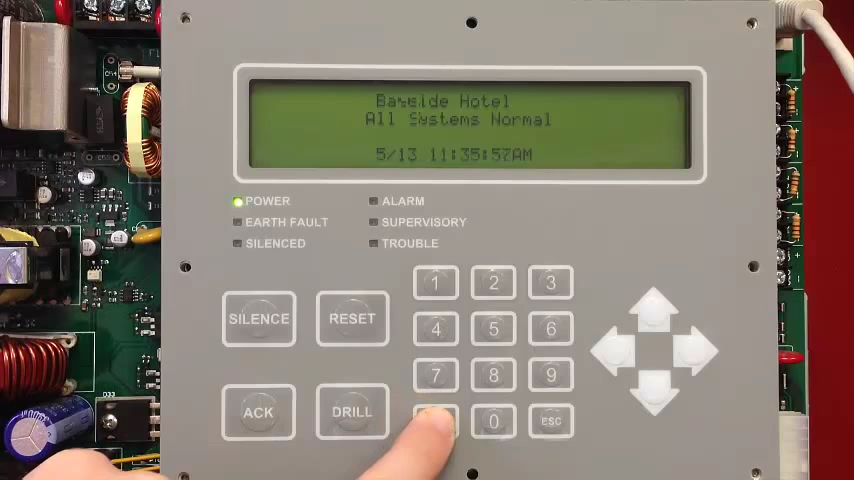 Bayside Hotel
All Systems Normal
5/13 11:35:57AM
POWER
ALARM
EARTH FAULT
SUPERVISORY
SILENCED
TROUBLE
1 2 3
SILENCE RESET
4 5 6
7 8 9
ACK DRILL
0 ESC
D33